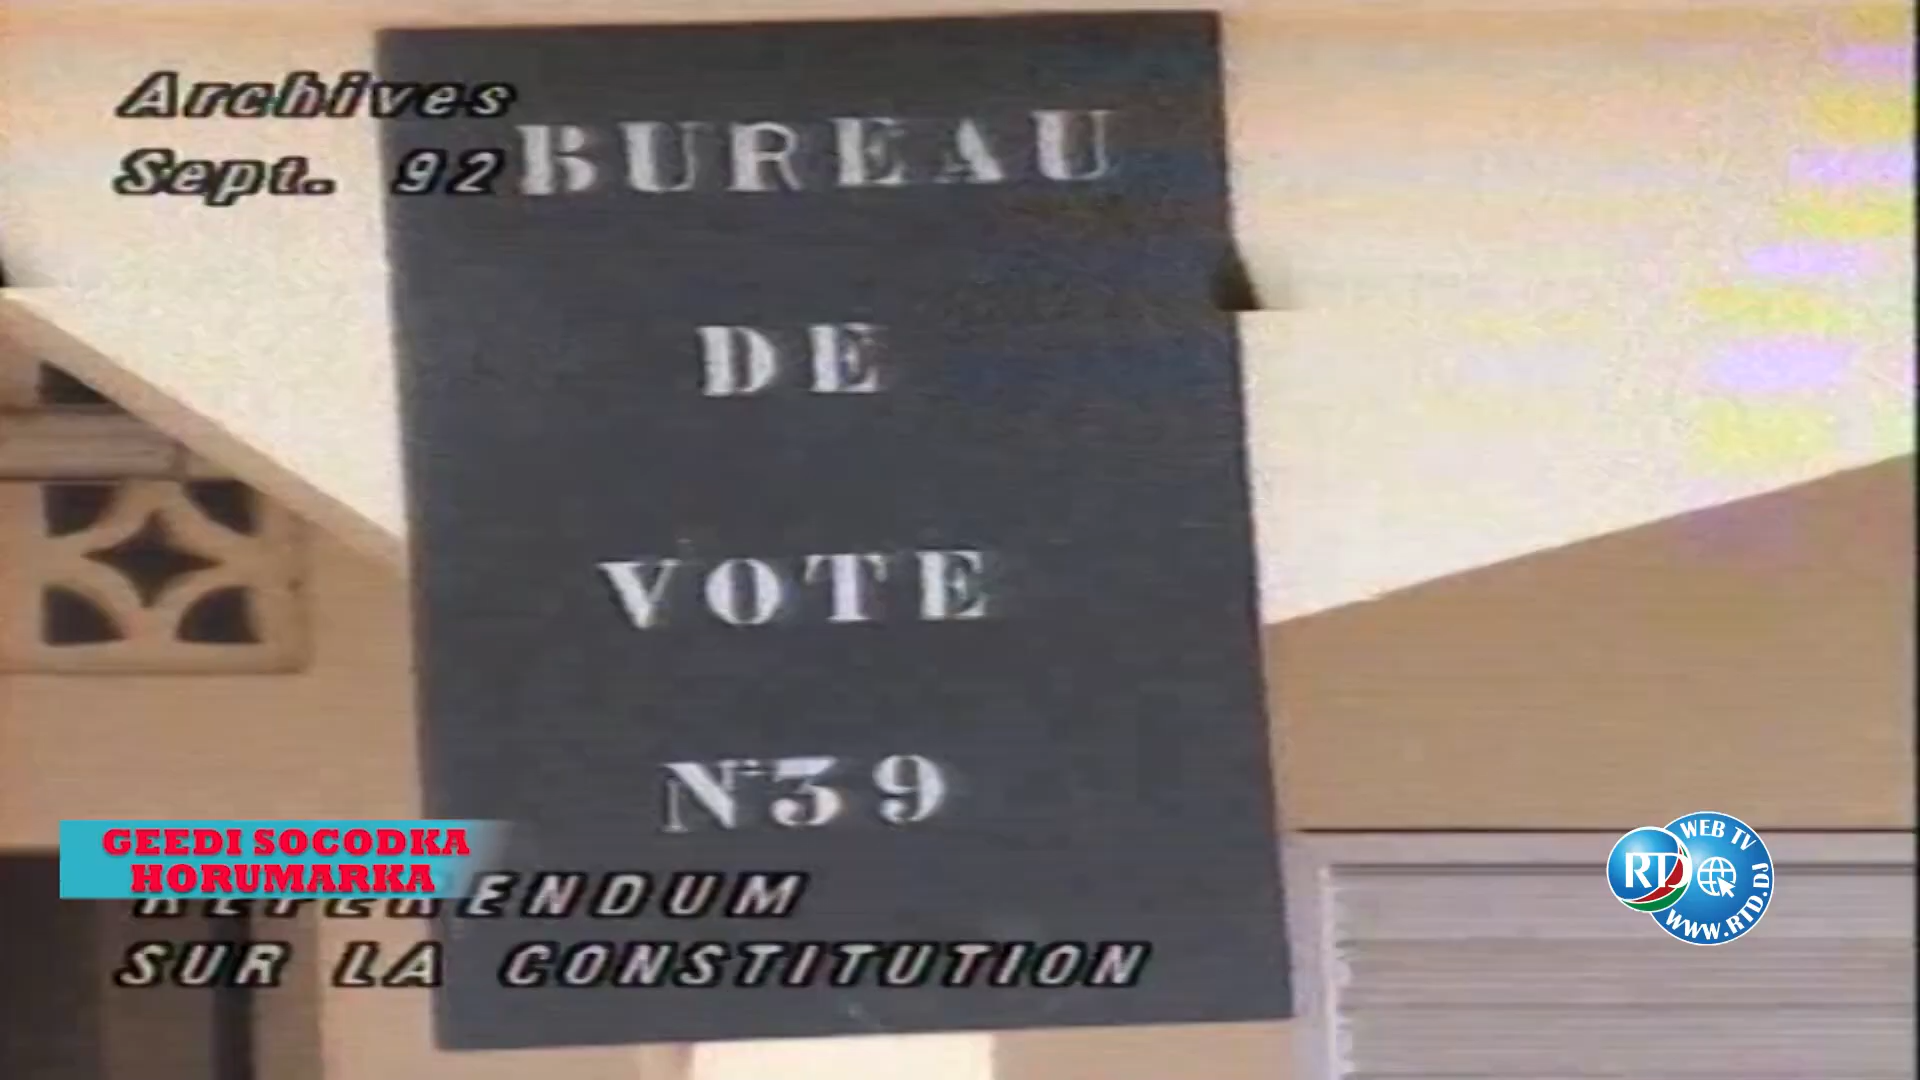 Archives
Sept. 92
BUREAU
DE
VOTE
N°39
GEEDI SOCODKA
HORUMARKA
REFERENDUM
SUR LA CONSTITUTION
RTD
WEB TV
WWW.RTD.DJ